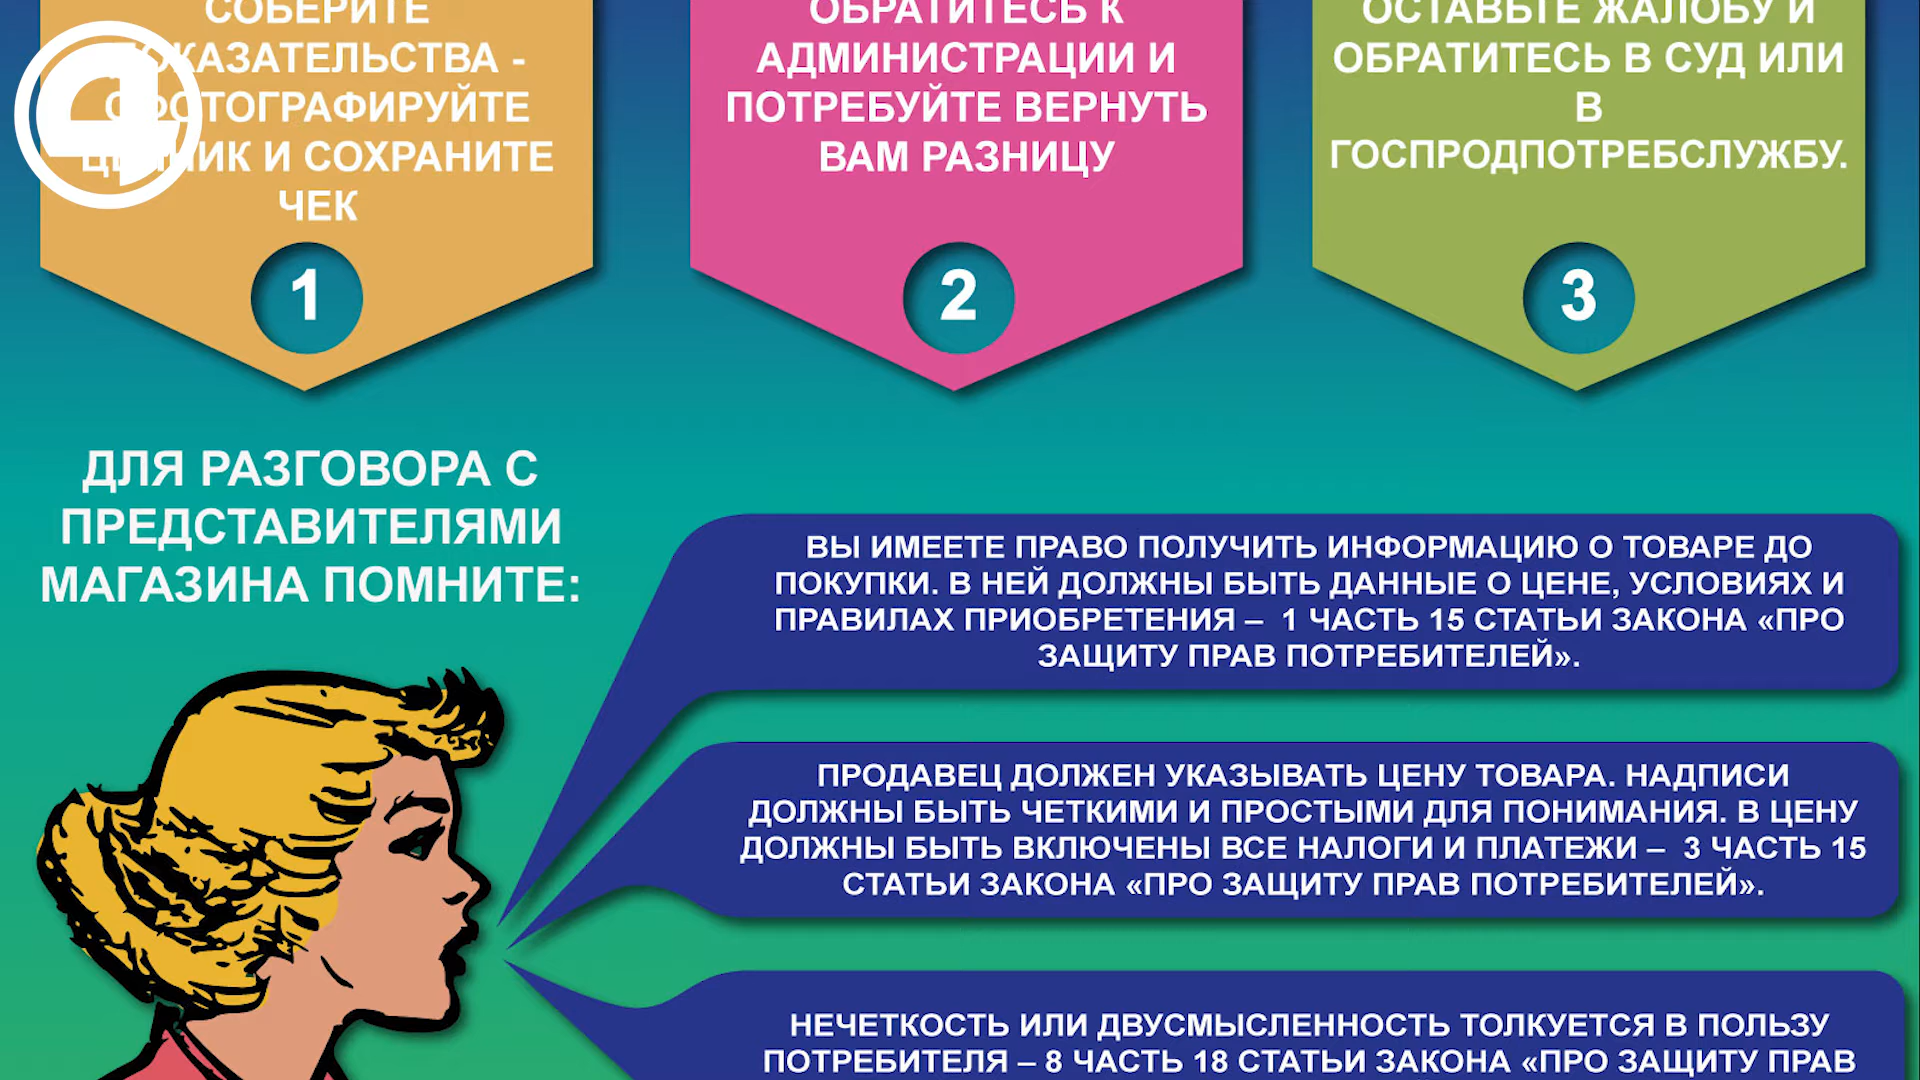 СОБЕРИТЕ
ДОКАЗАТЕЛЬСТВА -
СФОТОГРАФИРУЙТЕ
ЦЕННИК И СОХРАНИТЕ
ЧЕК
1
ОБРАТИТЕСЬ К
АДМИНИСТРАЦИИ И
ПОТРЕБУЙТЕ ВЕРНУТЬ
ВАМ РАЗНИЦУ
2
ОСТАВЬТЕ ЖАЛОБУ И
ОБРАТИТЕСЬ В СУД ИЛИ
В
ГОСПРОДПОТРЕБСЛУЖБУ.
3
ДЛЯ РАЗГОВОРА С
ПРЕДСТАВИТЕЛЯМИ
МАГАЗИНА ПОМНИТЕ:
ВЫ ИМЕЕТЕ ПРАВО ПОЛУЧИТЬ ИНФОРМАЦИЮ О ТОВАРЕ ДО
ПОКУПКИ. В НЕЙ ДОЛЖНЫ БЫТЬ ДАННЫЕ О ЦЕНЕ, УСЛОВИЯХ И
ПРАВИЛАХ ПРИОБРЕТЕНИЯ – 1 ЧАСТЬ 15 СТАТЬИ ЗАКОНА «ПРО
ЗАЩИТУ ПРАВ ПОТРЕБИТЕЛЕЙ».
ПРОДАВЕЦ ДОЛЖЕН УКАЗЫВАТЬ ЦЕНУ ТОВАРА. НАДПИСИ
ДОЛЖНЫ БЫТЬ ЧЕТКИМИ И ПРОСТЫМИ ДЛЯ ПОНИМАНИЯ. В ЦЕНУ
ДОЛЖНЫ БЫТЬ ВКЛЮЧЕНЫ ВСЕ НАЛОГИ И ПЛАТЕЖИ – 3 ЧАСТЬ 15
СТАТЬИ ЗАКОНА «ПРО ЗАЩИТУ ПРАВ ПОТРЕБИТЕЛЕЙ».
НЕЧЕТКОСТЬ ИЛИ ДВУСМЫСЛЕННОСТЬ ТОЛКУЕТСЯ В ПОЛЬЗУ
ПОТРЕБИТЕЛЯ – 8 ЧАСТЬ 18 СТАТЬИ ЗАКОНА «ПРО ЗАЩИТУ ПРАВ